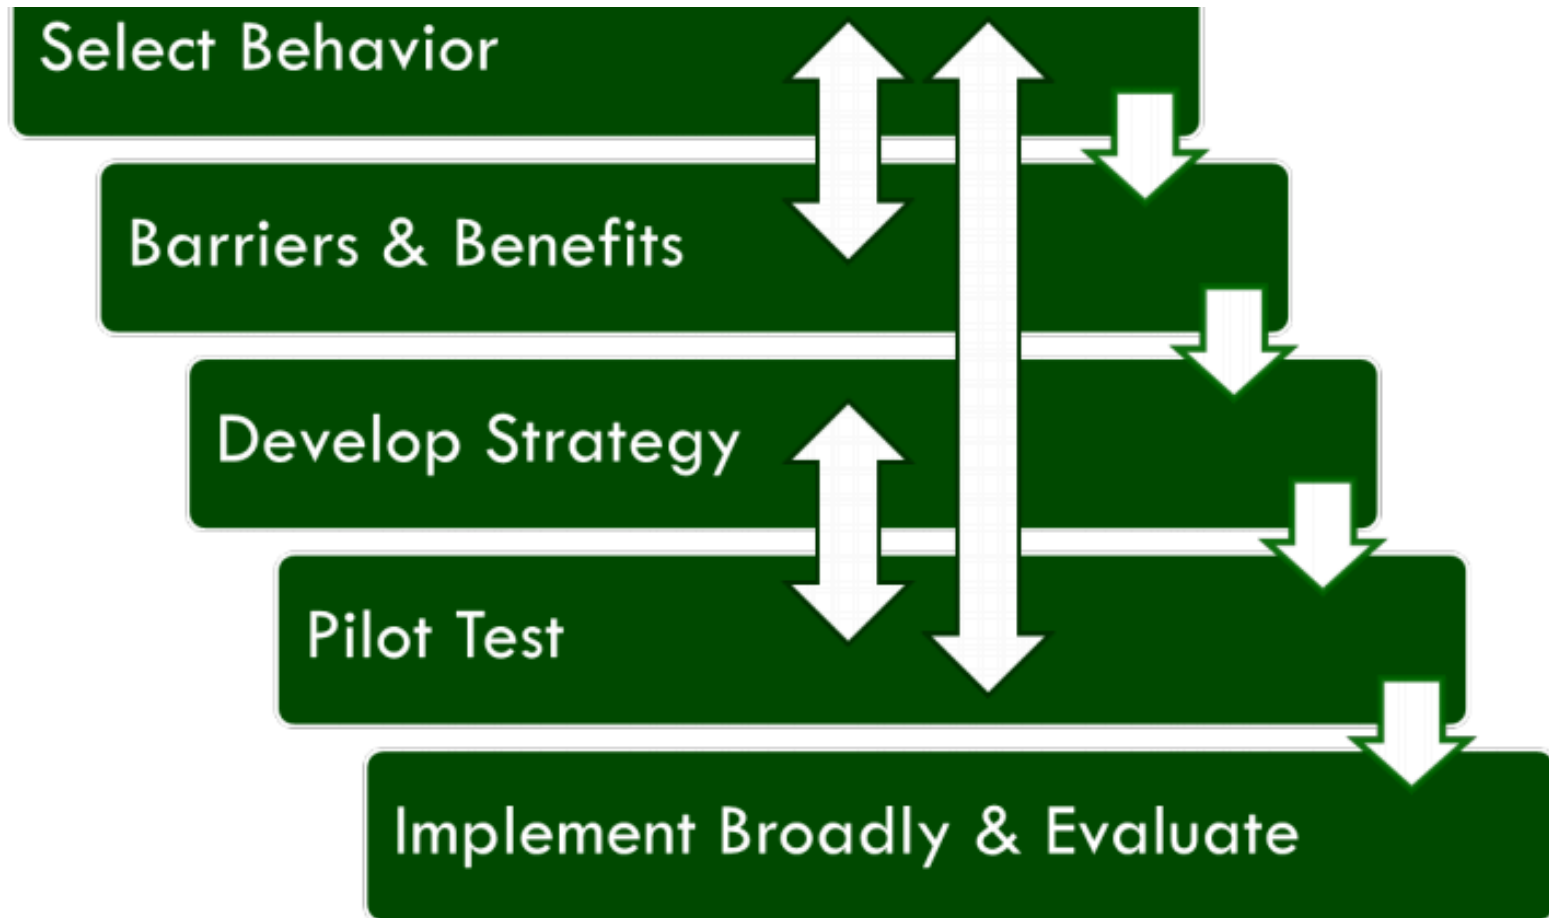 Select Behavior
Barriers & Benefits
Develop Strategy
Pilot Test
Implement Broadly & Evaluate